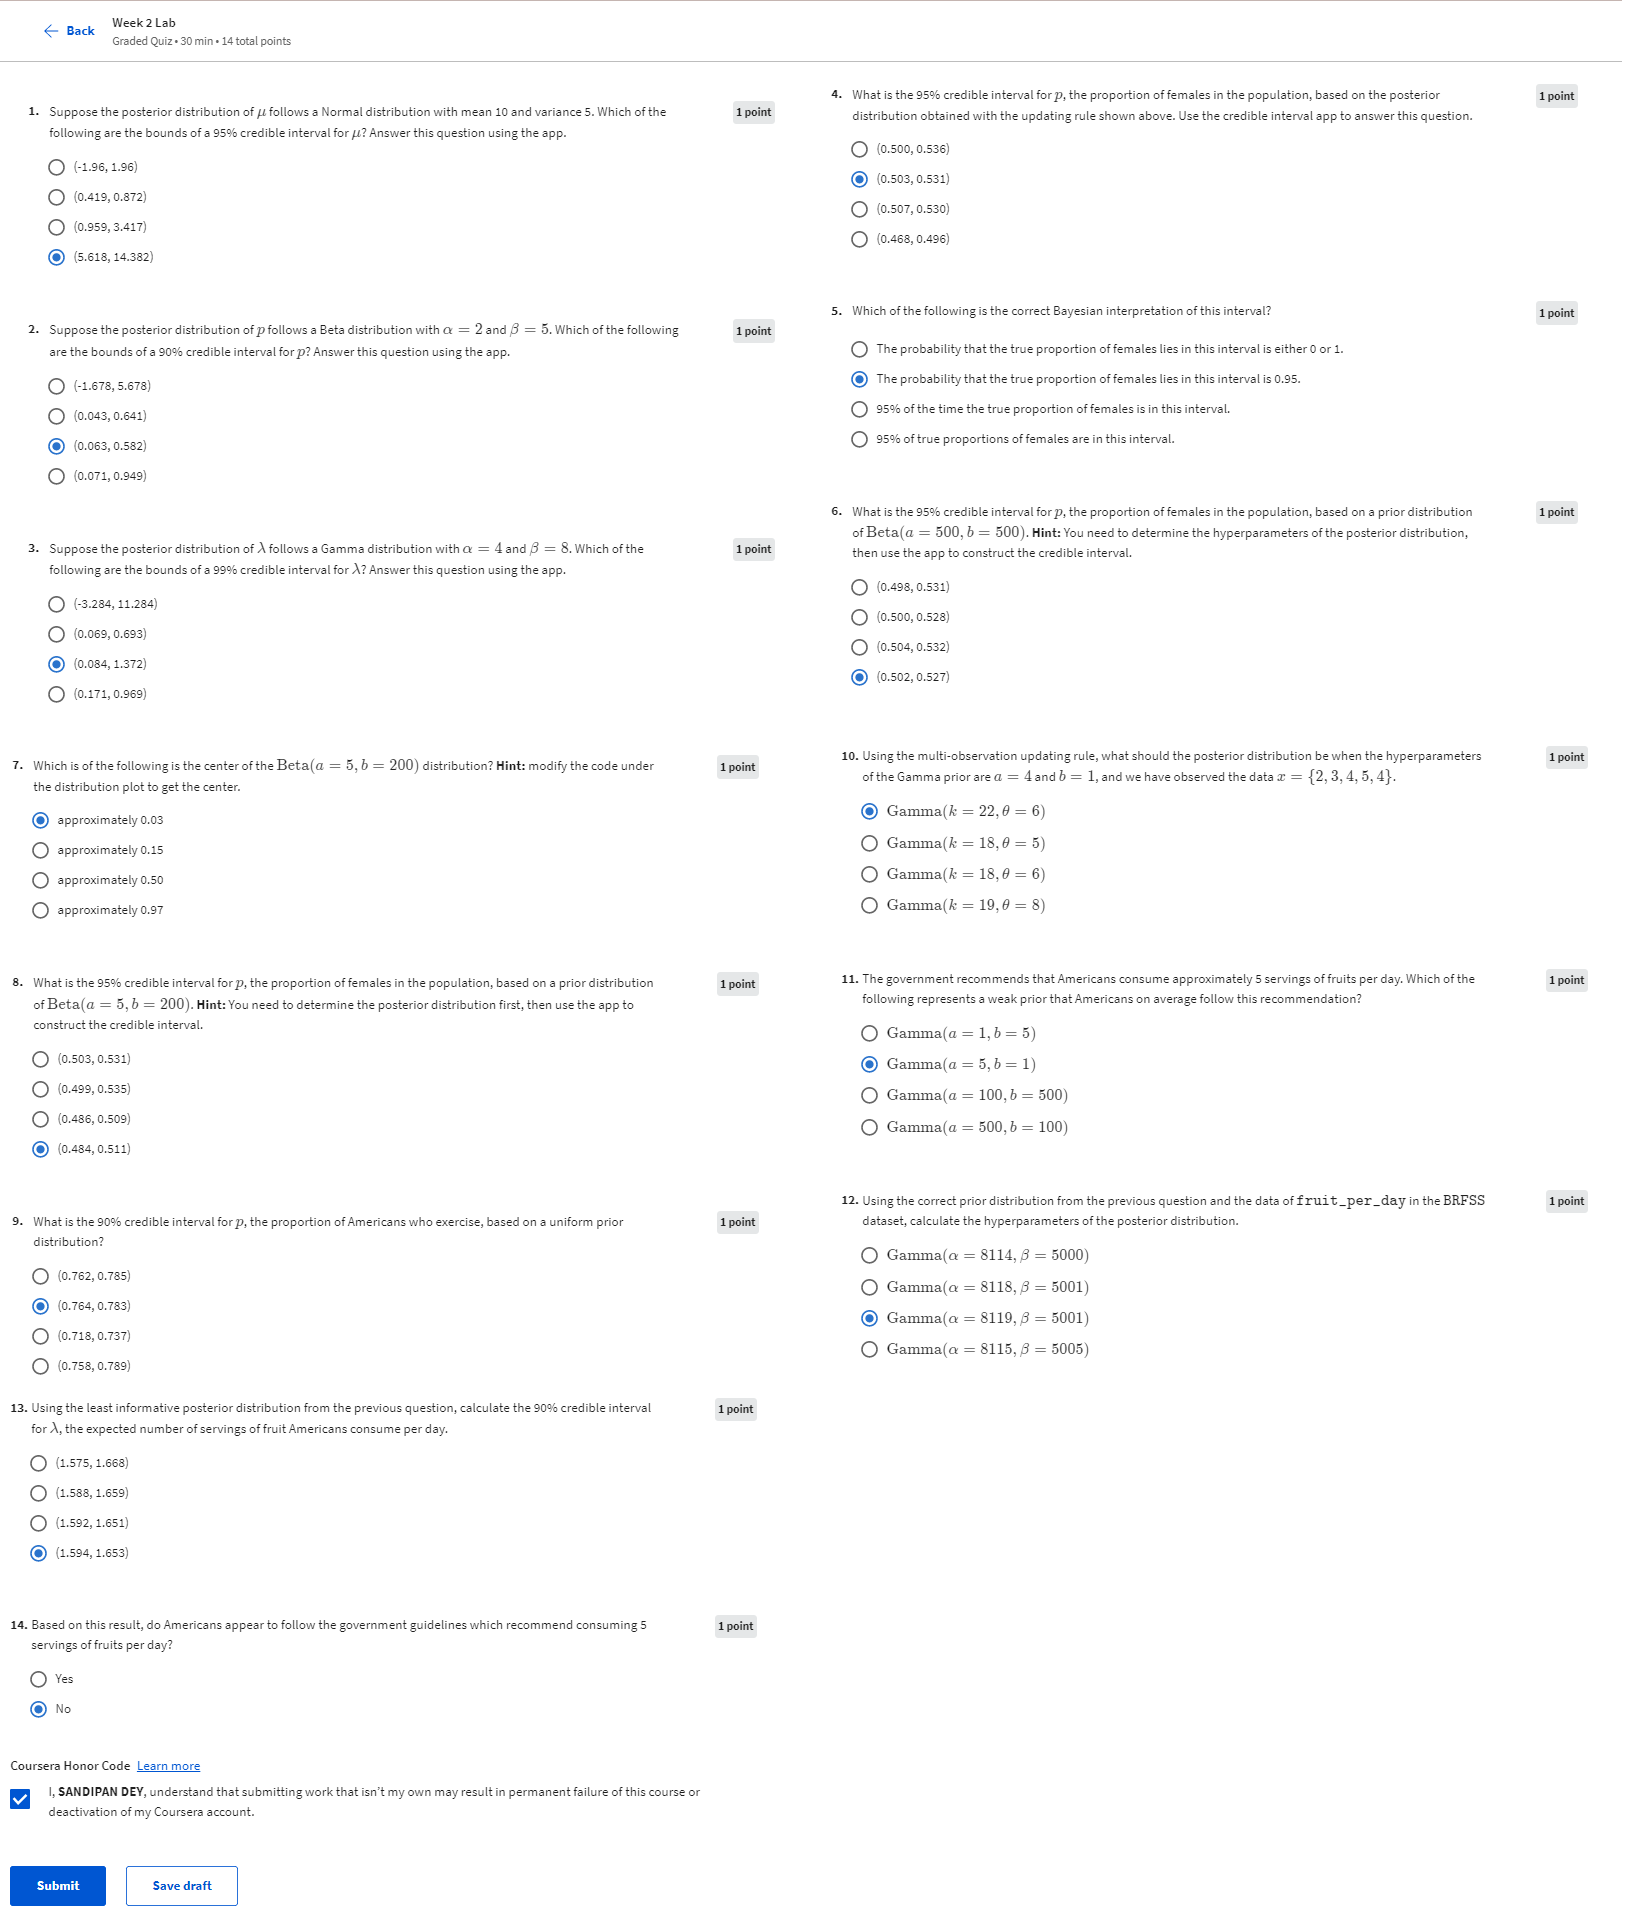 Back
Week 2 Lab
Graded Quiz • 30 min • 14 total points
1. Suppose the posterior distribution of μ follows a Normal distribution with mean 10 and variance 5. Which of the
following are the bounds of a 95% credible interval for μ? Answer this question using the app.
1 point
(-1.96, 1.96)
(0.419, 0.872)
(0.959, 3.417)
(5.618, 14.382)
2. Suppose the posterior distribution of p follows a Beta distribution with α = 2 and β = 5. Which of the following
are the bounds of a 90% credible interval for p? Answer this question using the app.
1 point
(-1.678, 5.678)
(0.043, 0.641)
(0.063, 0.582)
(0.071, 0.949)
3. Suppose the posterior distribution of λ follows a Gamma distribution with α = 4 and β = 8. Which of the
following are the bounds of a 99% credible interval for λ? Answer this question using the app.
1 point
(-3.284, 11.284)
(0.069, 0.693)
(0.084, 1.372)
(0.171, 0.969)
4. What is the 95% credible interval for p, the proportion of females in the population, based on the posterior
distribution obtained with the updating rule shown above. Use the credible interval app to answer this question.
1 point
(0.500, 0.536)
(0.503, 0.531)
(0.507, 0.530)
(0.468, 0.496)
5. Which of the following is the correct Bayesian interpretation of this interval?
1 point
The probability that the true proportion of females lies in this interval is either 0 or 1.
The probability that the true proportion of females lies in this interval is 0.95.
95% of the time the true proportion of females is in this interval.
95% of true proportions of females are in this interval.
6. What is the 95% credible interval for p, the proportion of females in the population, based on a prior distribution
of Beta(a = 500, b = 500). Hint: You need to determine the hyperparameters of the posterior distribution,
then use the app to construct the credible interval.
1 point
(0.498, 0.531)
(0.500, 0.528)
(0.504, 0.532)
(0.502, 0.527)
7. Which is of the following is the center of the Beta(a = 5, b = 200) distribution? Hint: modify the code under
the distribution plot to get the center.
1 point
approximately 0.03
approximately 0.15
approximately 0.50
approximately 0.97
8. What is the 95% credible interval for p, the proportion of females in the population, based on a prior distribution
of Beta(a = 5, b = 200). Hint: You need to determine the posterior distribution first, then use the app to
construct the credible interval.
1 point
(0.503, 0.531)
(0.499, 0.535)
(0.486, 0.509)
(0.484, 0.511)
9. What is the 90% credible interval for p, the proportion of Americans who exercise, based on a uniform prior
distribution?
1 point
(0.762, 0.785)
(0.764, 0.783)
(0.718, 0.737)
(0.758, 0.789)
10. Using the multi-observation updating rule, what should the posterior distribution be when the hyperparameters
of the Gamma prior are a = 4 and b = 1, and we have observed the data x = {2, 3, 4, 5, 4}.
1 point
Gamma(k = 22, θ = 6)
Gamma(k = 18, θ = 5)
Gamma(k = 18, θ = 6)
Gamma(k = 19, θ = 8)
11. The government recommends that Americans consume approximately 5 servings of fruits per day. Which of the
following represents a weak prior that Americans on average follow this recommendation?
1 point
Gamma(a = 1, b = 5)
Gamma(a = 5, b = 1)
Gamma(a = 100, b = 500)
Gamma(a = 500, b = 100)
12. Using the correct prior distribution from the previous question and the data of fruit_per_day in the BRFSS
dataset, calculate the hyperparameters of the posterior distribution.
1 point
Gamma(α = 8114, β = 5000)
Gamma(α = 8118, β = 5001)
Gamma(α = 8119, β = 5001)
Gamma(α = 8115, β = 5005)
13. Using the least informative posterior distribution from the previous question, calculate the 90% credible interval
for λ, the expected number of servings of fruit Americans consume per day.
1 point
(1.575, 1.668)
(1.588, 1.659)
(1.592, 1.651)
(1.594, 1.653)
14. Based on this result, do Americans appear to follow the government guidelines which recommend consuming 5
servings of fruits per day?
1 point
Yes
No
Coursera Honor Code Learn more
I, SANDIPAN DEY, understand that submitting work that isn't my own may result in permanent failure of this course or
deactivation of my Coursera account.
Submit
Save draft